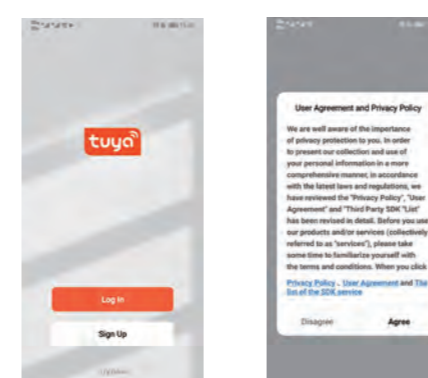 tuya
Log In
Sign Up
User Agreement and Privacy Policy
We are well aware of the importance
of privacy protection to you. In order
to present our collection and use of
your personal information in a more
comprehensive manner, in accordance
with the latest laws and regulations, we
have reviewed the "Privacy Policy", "User
Agreement" and "Third Party SDK "List"
has been revised in detail. Before you use
our products and/or services (collectively
referred to as "services"), please take
some time to familiarize yourself with
the terms and conditions. When you click
Privacy Policy , User Agreement and The
list of the SDK service
Disagree Agree